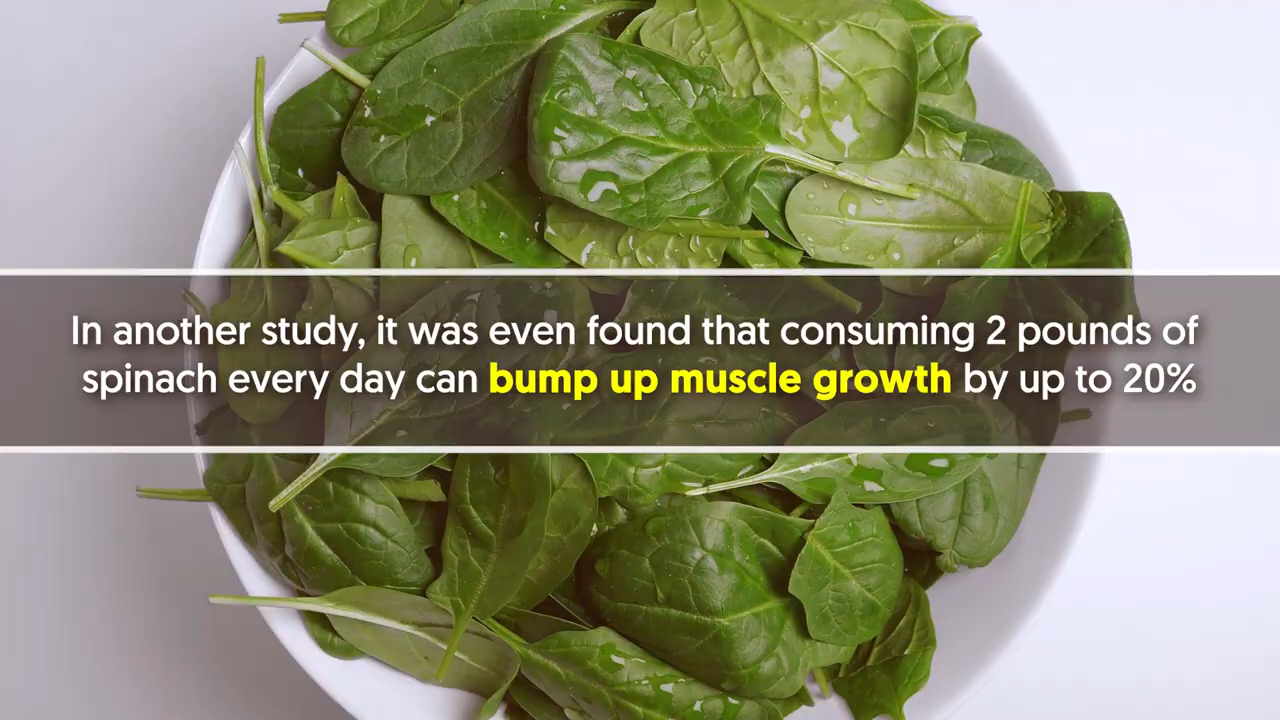 In another study, it was even found that consuming 2 pounds of
spinach every day can bump up muscle growth by up to 20%